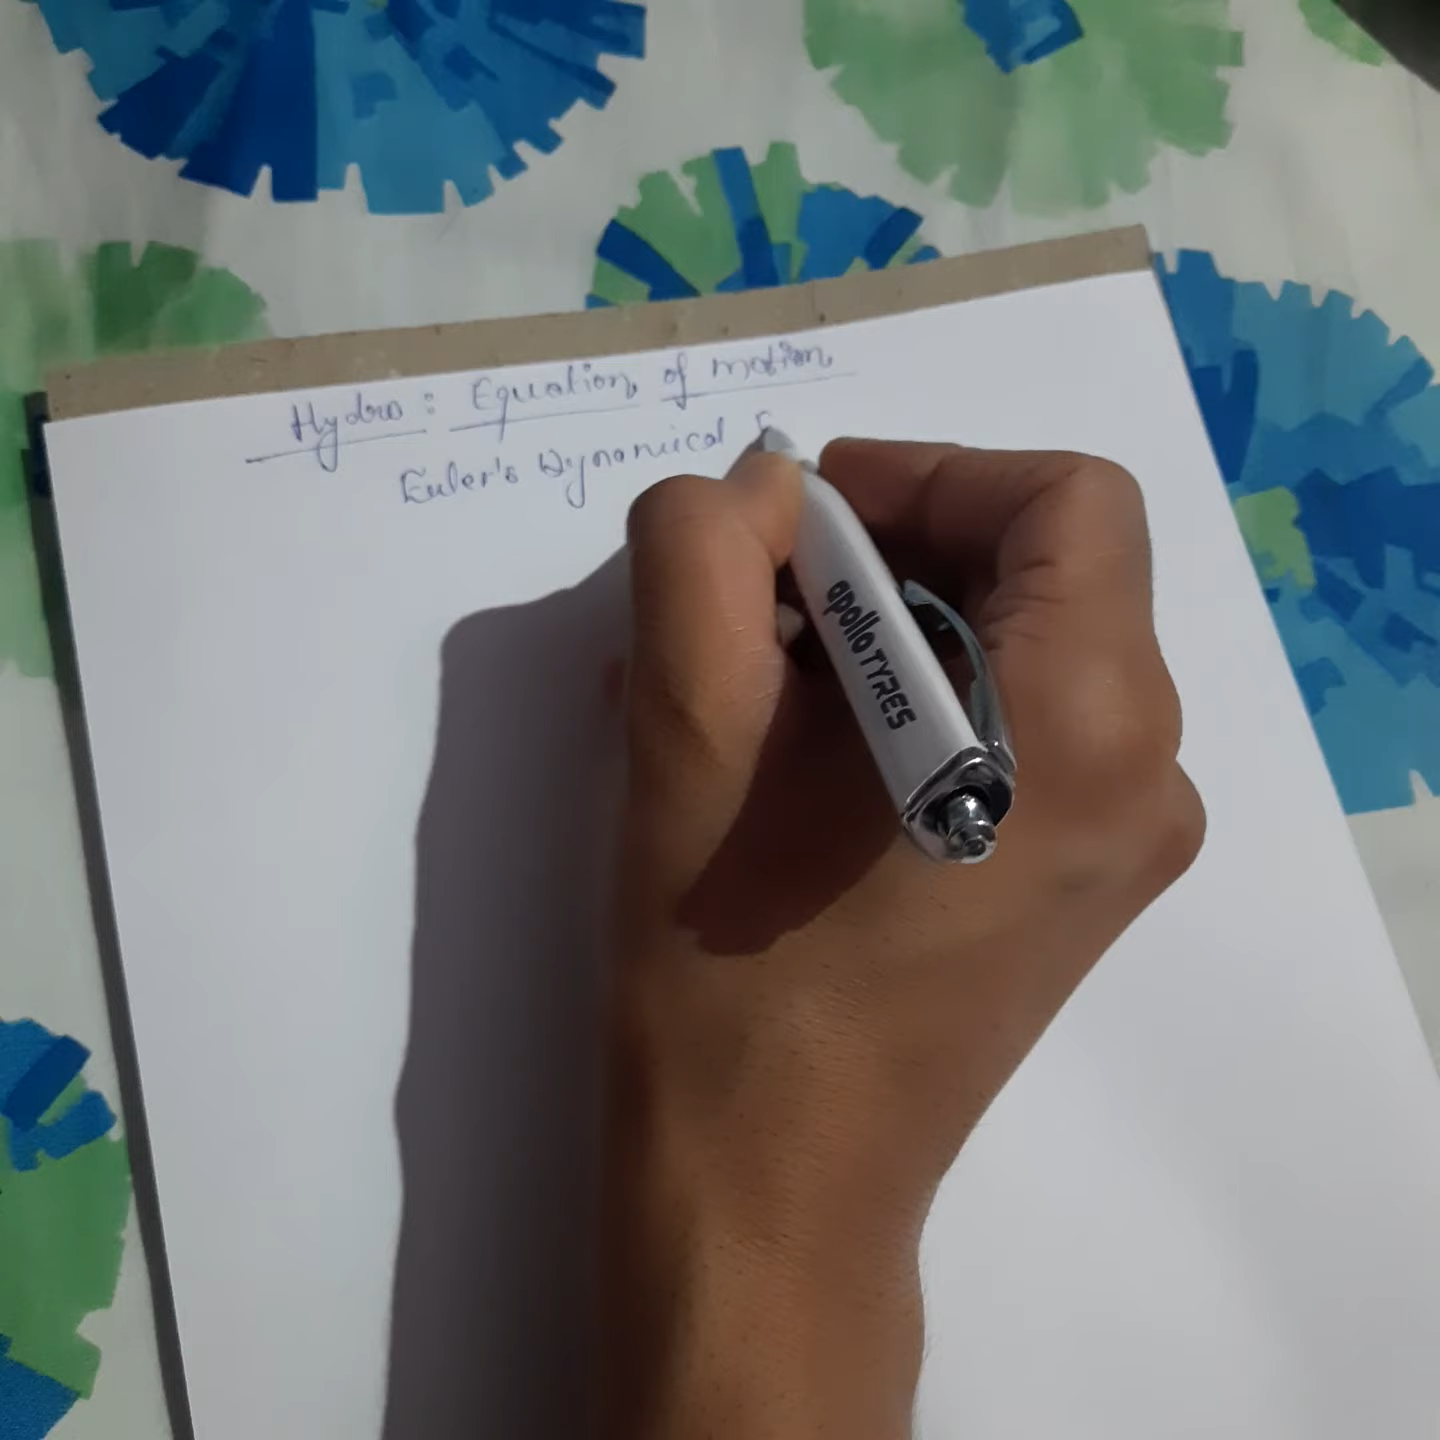 Hydro: Equation of motion
Euler's Dynamical E
apollo TYRES